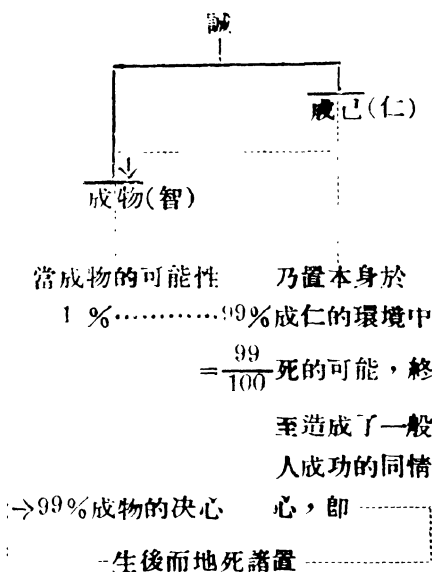 誠
成己(仁)
成物(智)
當成物的可能性 乃置本身於
1 %…………99%成仁的環境中
=99/100死的可能，終
至造成了一般
人成功的同情
→99%成物的决心 心，即
生後而地死諸置